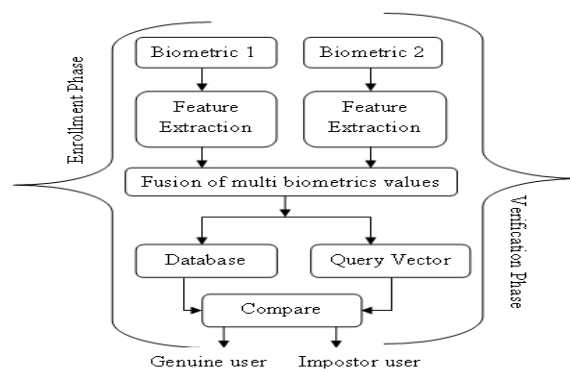 Enrollment Phase
Biometric 1
Biometric 2
Feature
Extraction
Feature
Extraction
Fusion of multi biometrics values
Verification Phase
Database
Query Vector
Compare
Genuine user
Impostor user